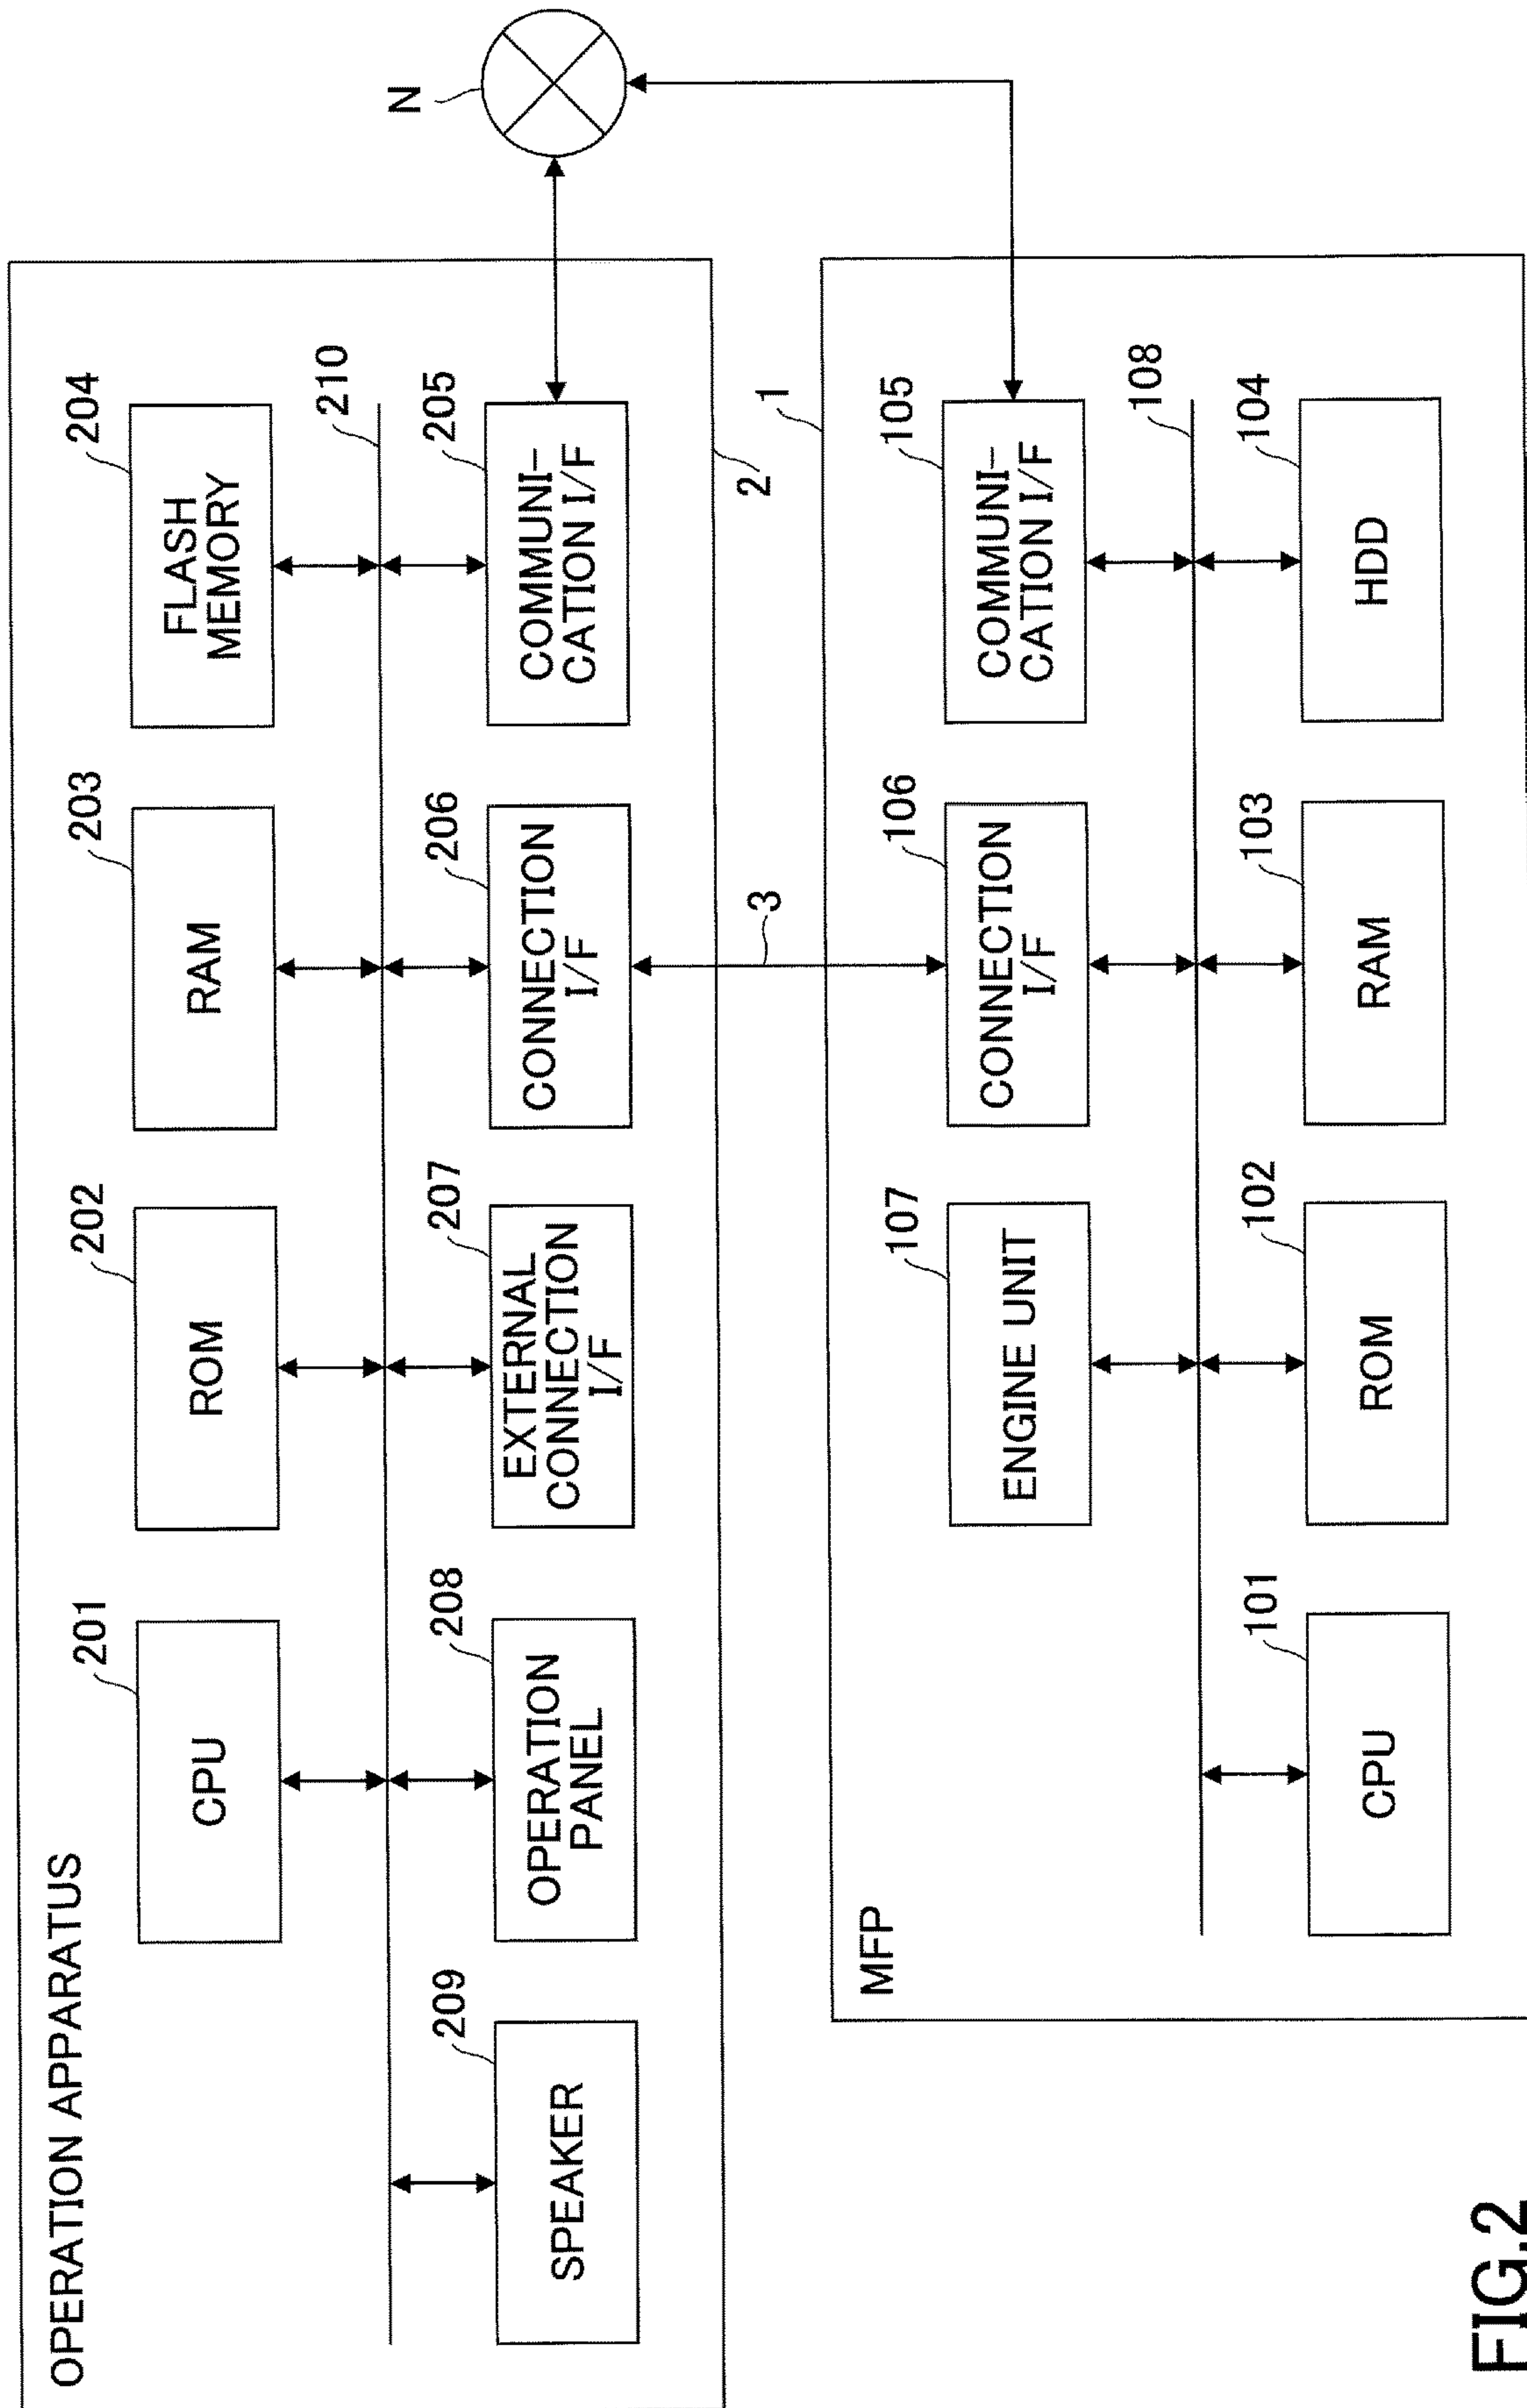 FIG.2
OPERATION APPARATUS
201
CPU
202
ROM
203
RAM
204
FLASH
MEMORY
210
209
SPEAKER
208
OPERATION
PANEL
207
EXTERNAL
CONNECTION
I/F
206
CONNECTION
I/F
205
COMMUNI-
CATION I/F
N
2
3
1
MFP
107
ENGINE UNIT
106
CONNECTION
I/F
105
COMMUNI-
CATION I/F
108
101
CPU
102
ROM
103
RAM
104
HDD